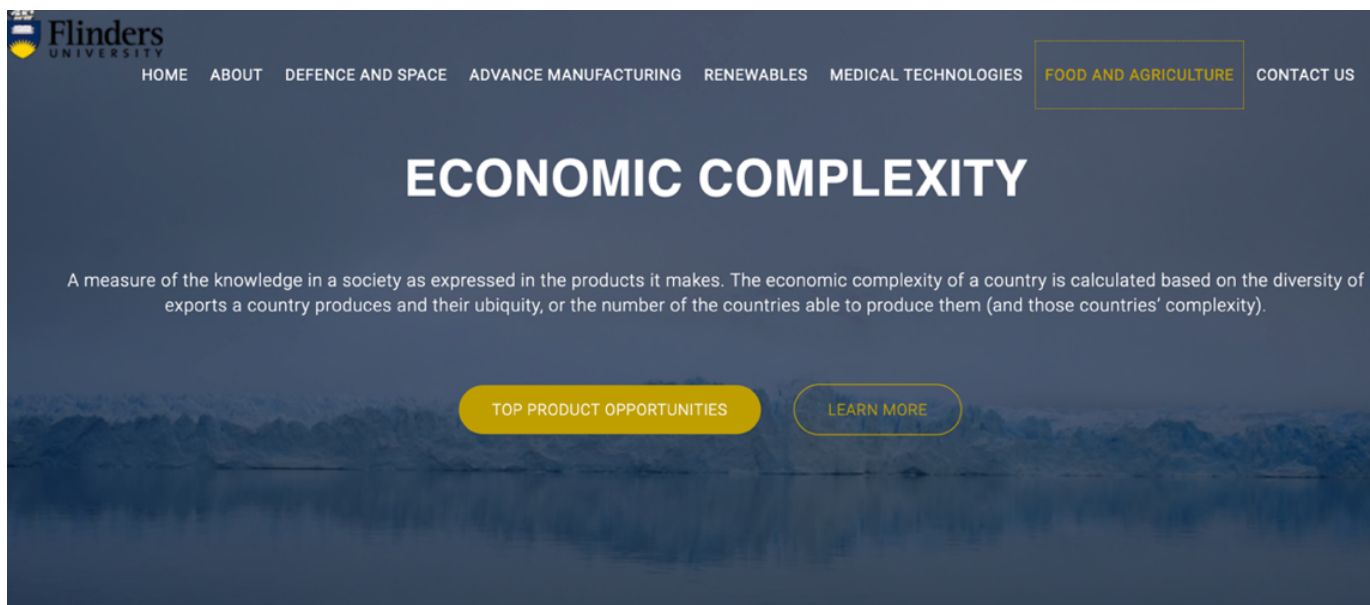 Flinders
UNIVERSITY
HOME ABOUT DEFENCE AND SPACE ADVANCE MANUFACTURING RENEWABLES MEDICAL TECHNOLOGIES FOOD AND AGRICULTURE CONTACT US
ECONOMIC COMPLEXITY
A measure of the knowledge in a society as expressed in the products it makes. The economic complexity of a country is calculated based on the diversity of
exports a country produces and their ubiquity, or the number of the countries able to produce them (and those countries’ complexity).
TOP PRODUCT OPPORTUNITIES LEARN MORE